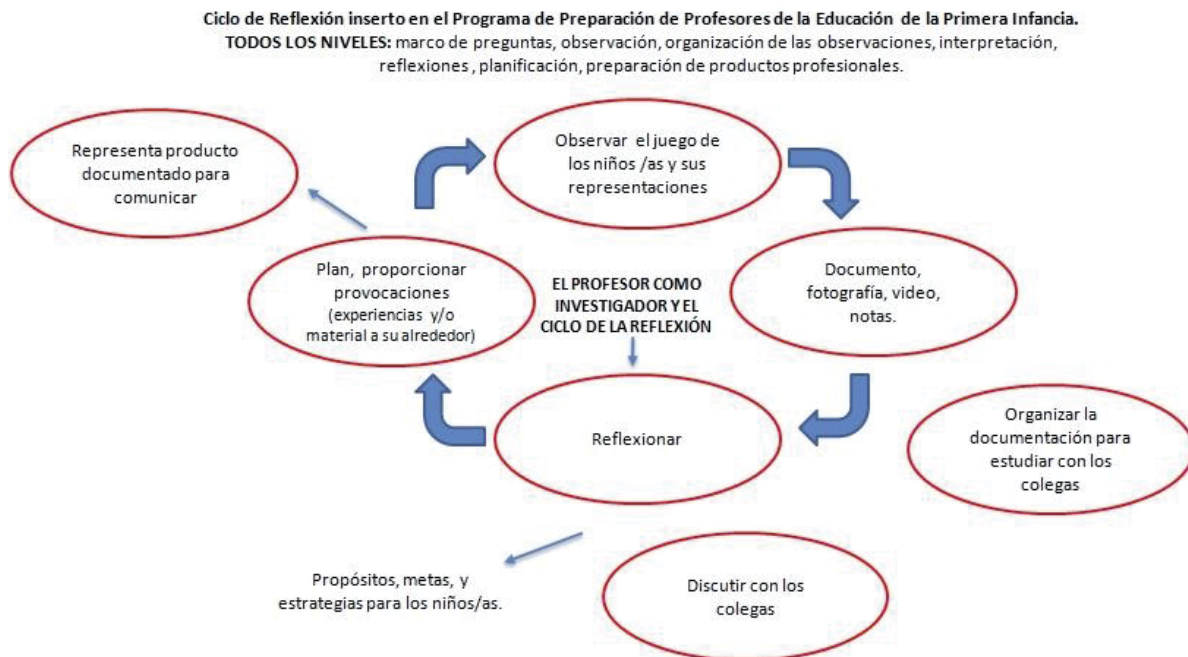 Ciclo de Reflexión inserto en el Programa de Preparación de Profesores de la Educación de la Primera Infancia.
TODOS LOS NIVELES: marco de preguntas, observación, organización de las observaciones, interpretación,
reflexiones , planificación, preparación de productos profesionales.
Observar el juego de
los niños /as y sus
representaciones
Representa producto
documentado para
comunicar
Plan, proporcionar
provocaciones
(experiencias y/o
material a su alrededor)
EL PROFESOR COMO
INVESTIGADOR Y EL
CICLO DE LA REFLEXIÓN
Documento,
fotografía, video,
notas.
Reflexionar
Organizar la
documentación para
estudiar con los
colegas
Propósitos, metas, y
estrategias para los niños/as.
Discutir con los
colegas